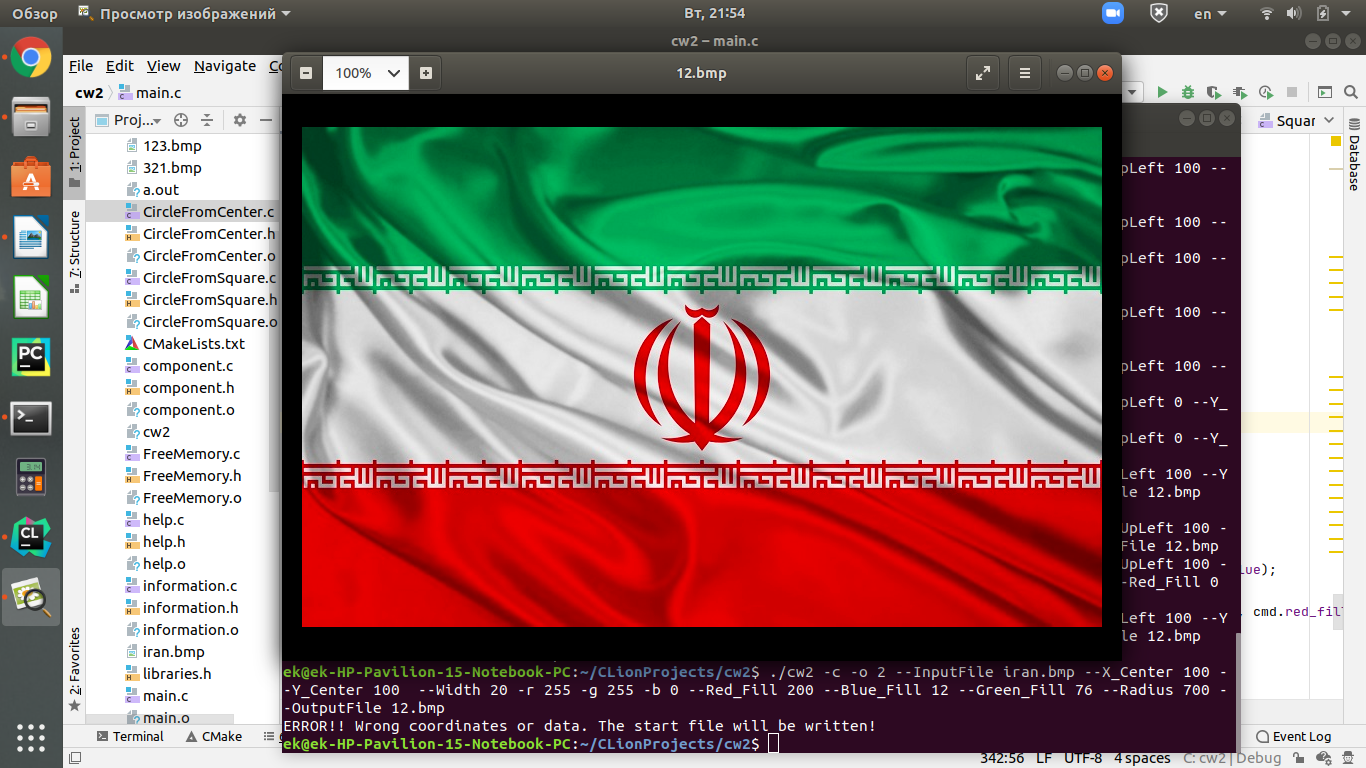 Обзор Просмотр изображений Вт, 21:54 en
cw2 – main.c
File Edit View Navigate
100% 12.bmp
cw2 main.c
Proj... Squar
1: Project
7: Structure
2: Favorites
Database
123.bmp
321.bmp
a.out
CircleFromCenter.c
CircleFromCenter.h
CircleFromCenter.o
CircleFromSquare.c
CircleFromSquare.h
CircleFromSquare.o
CMakeLists.txt
component.c
component.h
component.o
cw2
FreeMemory.c
FreeMemory.h
FreeMemory.o
help.c
help.h
help.o
information.c
information.h
information.o
iran.bmp
libraries.h
main.c
main.o
pLeft 100 --
pLeft 100 --
pLeft 100 --
pLeft 100 --
pLeft 100 --
pLeft 0 --Y_
pLeft 0 --Y_
Left 100 --Y
le 12.bmp
UpLeft 100 -
File 12.bmp
UpLeft 100 -
-Red_Fill 0
Left 100 --Y
le 12.bmp
lue);
cmd.red_fil
ek@ek-HP-Pavilion-15-Notebook-PC:~/CLionProjects/cw2$ ./cw2 -c -o 2 --InputFile iran.bmp --X_Center 100 -
-Y_Center 100  --Width 20 -r 255 -g 255 -b 0 --Red_Fill 200 --Blue_Fill 12 --Green_Fill 76 --Radius 700 -
-OutputFile 12.bmp
ERROR!! Wrong coordinates or data. The start file will be written!
ek@ek-HP-Pavilion-15-Notebook-PC:~/CLionProjects/cw2$
Terminal CMake Event Log
342:56 LF UTF-8 4 spaces C: cw2 | Debug